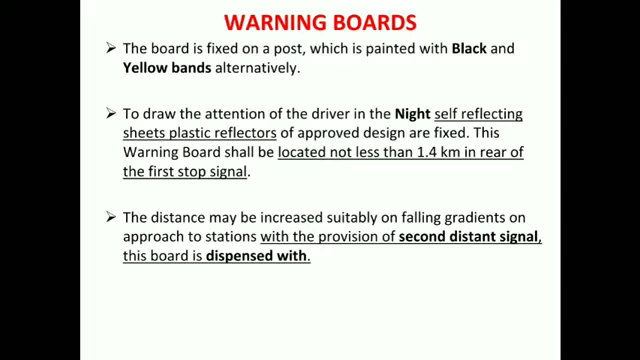 WARNING BOARDS
➢ The board is fixed on a post, which is painted with Black and
Yellow bands alternatively.
➢ To draw the attention of the driver in the Night self reflecting
sheets plastic reflectors of approved design are fixed. This
Warning Board shall be located not less than 1.4 km in rear of
the first stop signal.
➢ The distance may be increased suitably on falling gradients on
approach to stations with the provision of second distant signal,
this board is dispensed with.